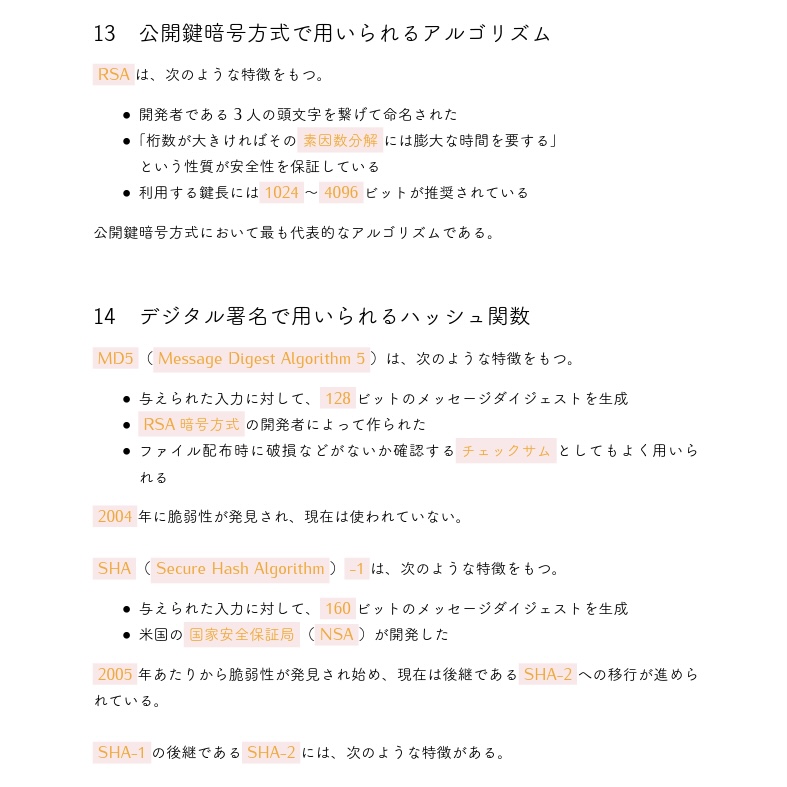 13　公開鍵暗号方式で用いられるアルゴリズム
RSA は、次のような特徴をもつ。
● 開発者である 3 人の頭文字を繋げて命名された
● 「桁数が大きければその 素因数分解 には膨大な時間を要する」
という性質が安全性を保証している
● 利用する鍵長には 1024 〜 4096 ビットが推奨されている
公開鍵暗号方式において最も代表的なアルゴリズムである。
14　デジタル署名で用いられるハッシュ関数
MD5 （ Message Digest Algorithm 5 ）は、次のような特徴をもつ。
● 与えられた入力に対して、 128 ビットのメッセージダイジェストを生成
● RSA 暗号方式 の開発者によって作られた
● ファイル配布時に破損などがないか確認する チェックサム としてもよく用いら
れる
2004 年に脆弱性が発見され、現在は使われていない。
SHA （ Secure Hash Algorithm ） -1 は、次のような特徴をもつ。
● 与えられた入力に対して、 160 ビットのメッセージダイジェストを生成
● 米国の 国家安全保証局 （ NSA ）が開発した
2005 年あたりから脆弱性が発見され始め、現在は後継である SHA-2 への移行が進めら
れている。
SHA-1 の後継である SHA-2 には、次のような特徴がある。